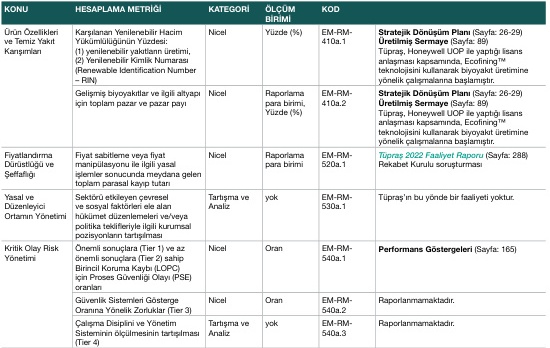 KONU
HESAPLAMA METRİĞİ
KATEGORİ
ÖLÇÜM
BİRİMİ
KOD
Ürün Özellikleri
ve Temiz Yakıt
Karışımları
Karşılanan Yenilenebilir Hacim
Yükümlülüğünün Yüzdesi:
(1) yenilenebilir yakıtların üretimi,
(2) Yenilenebilir Kimlik Numarası
(Renewable Identification Number
– RIN)
Nicel
Yüzde (%)
EM-RM-
410a.1
Stratejik Dönüşüm Planı (Sayfa: 26-29)
Üretilmiş Sermaye (Sayfa: 89)
Tüpraş, Honeywell UOP ile yaptığı lisans
anlaşması kapsamında, Ecofining™
teknolojisini kullanarak biyoyakıt üretimine
yönelik çalışmalarına başlamıştır.
Gelişmiş biyoyakıtlar ve ilgili altyapı
için toplam pazar ve pazar payı
Nicel
Raporlama
para birimi,
Yüzde (%)
EM-RM-
410a.2
Stratejik Dönüşüm Planı (Sayfa: 26-29)
Üretilmiş Sermaye (Sayfa: 89)
Tüpraş, Honeywell UOP ile yaptığı lisans
anlaşması kapsamında, Ecofining™
teknolojisini kullanarak biyoyakıt üretimine
yönelik çalışmalarına başlamıştır.
Fiyatlandırma
Dürüstlüğü ve
Şeffaflığı
Fiyat sabitleme veya fiyat
manipülasyonu ile ilgili yasal
işlemler sonucunda meydana gelen
toplam parasal kayıp tutarı
Nicel
Raporlama
para birimi
EM-RM-
520a.1
Tüpraş 2022 Faaliyet Raporu (Sayfa: 288)
Rekabet Kurulu soruşturması
Yasal ve
Düzenleyici
Ortamın Yönetimi
Sektörü etkileyen çevresel
ve sosyal faktörleri ele alan
hükümet düzenlemeleri ve/veya
politika teklifleriyle ilgili kurumsal
pozisyonların tartışılması
Tartışma ve
Analiz
yok
EM-RM-
530a.1
Tüpraş'ın bu yönde bir faaliyeti yoktur.
Kritik Olay Risk
Yönetimi
Önemli sonuçlara (Tier 1) ve az
önemli sonuçlara (Tier 2) sahip
Birincil Koruma Kaybı (LOPC)
için Proses Güvenliği Olayı (PSE)
oranları
Nicel
Oran
EM-RM-
540a.1
Performans Göstergeleri (Sayfa: 165)
Güvenlik Sistemleri Gösterge
Oranına Yönelik Zorluklar (Tier 3)
Nicel
Oran
EM-RM-
540a.2
Raporlanmamaktadır.
Çalışma Disiplini ve Yönetim
Sisteminin ölçülmesinin tartışılması
(Tier 4)
Tartışma ve
Analiz
yok
EM-RM-
540a.3
Raporlanmamaktadır.